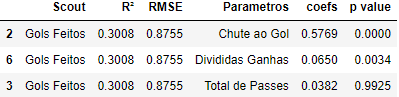 Scout R² RMSE Parametros coefs p value
2 Gols Feitos 0.3008 0.8755 Chute ao Gol 0.5769 0.0000
6 Gols Feitos 0.3008 0.8755 Divididas Ganhas 0.0650 0.0034
3 Gols Feitos 0.3008 0.8755 Total de Passes 0.0382 0.9925